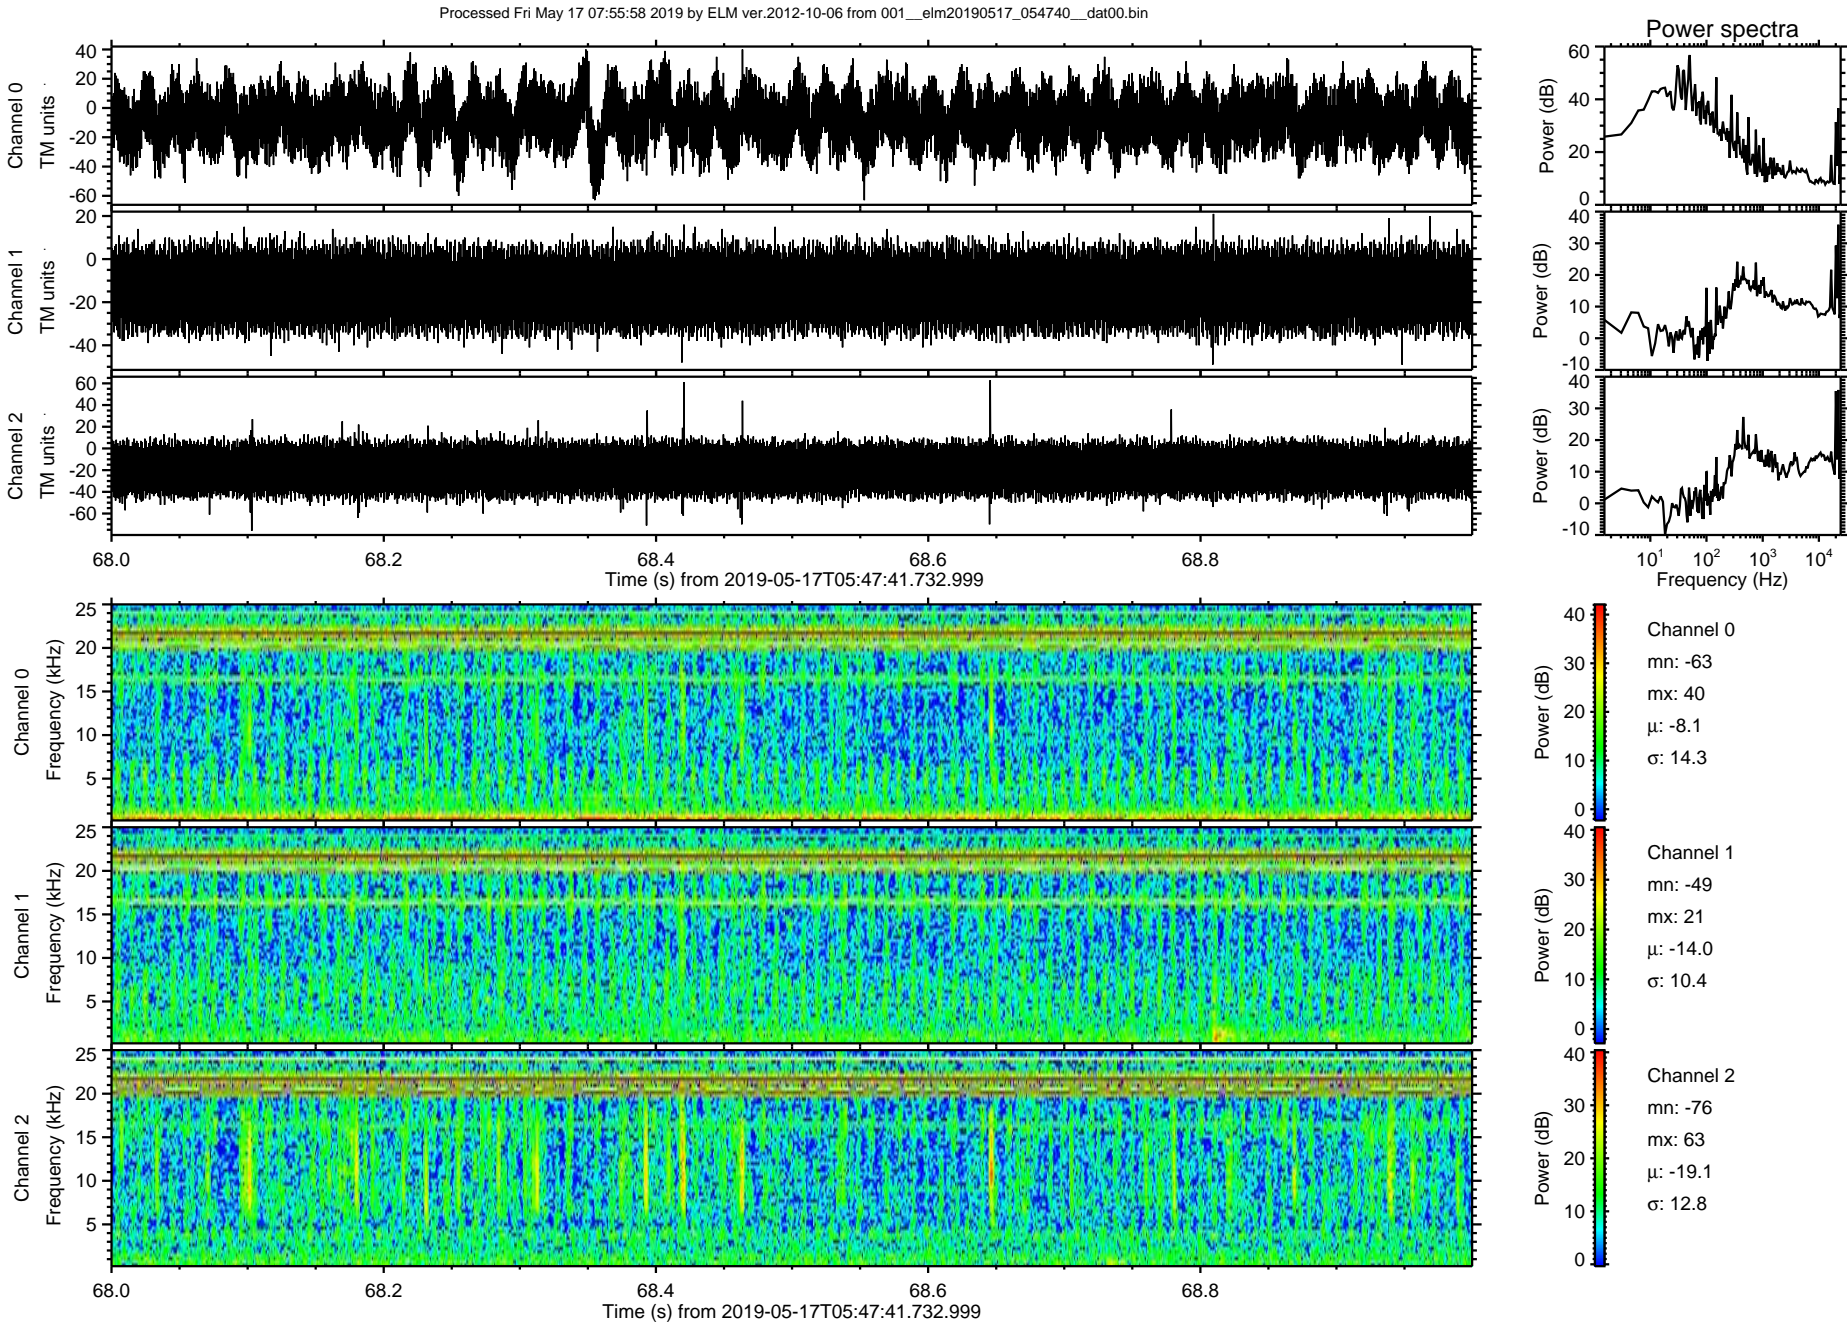 Processed Fri May 17 07:55:58 2019 by ELM ver.2012-10-06 from 001__elm20190517_054740__dat00.bin
Power spectra
Channel 0
TM units
40
20
0
-20
-40
-60
Power (dB)
60
40
20
0
Channel 1
TM units
20
0
-20
-40
Power (dB)
40
30
20
10
0
-10
Channel 2
TM units
60
40
20
0
-20
-40
-60
Power (dB)
40
30
20
10
0
-10
68.0 68.2 68.4 68.6 68.8
Time (s) from 2019-05-17T05:47:41.732.999
10^1 10^2 10^3 10^4
Frequency (Hz)
Channel 0
Frequency (kHz)
25
20
15
10
5
Power (dB)
40
30
20
10
0
Channel 0
mn: -63
mx: 40
μ: -8.1
σ: 14.3
Channel 1
Frequency (kHz)
25
20
15
10
5
Power (dB)
40
30
20
10
0
Channel 1
mn: -49
mx: 21
μ: -14.0
σ: 10.4
Channel 2
Frequency (kHz)
25
20
15
10
5
Power (dB)
40
30
20
10
0
Channel 2
mn: -76
mx: 63
μ: -19.1
σ: 12.8
68.0 68.2 68.4 68.6 68.8
Time (s) from 2019-05-17T05:47:41.732.999